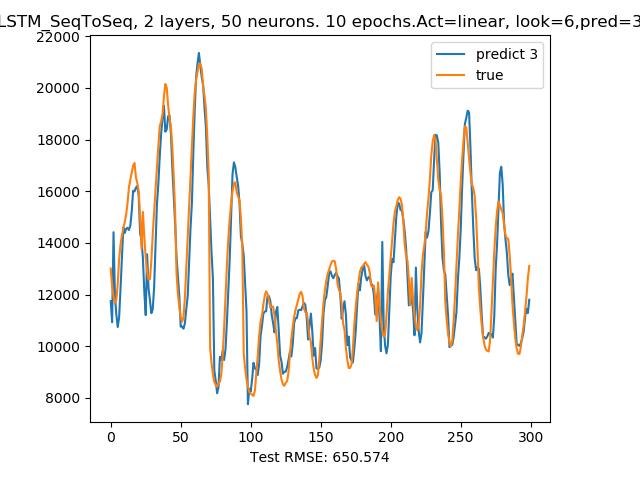 LSTM_SeqToSeq, 2 layers, 50 neurons. 10 epochs.Act=linear, look=6,pred=3
22000
20000
18000
16000
14000
12000
10000
8000
predict 3
true
0 50 100 150 200 250 300
Test RMSE: 650.574